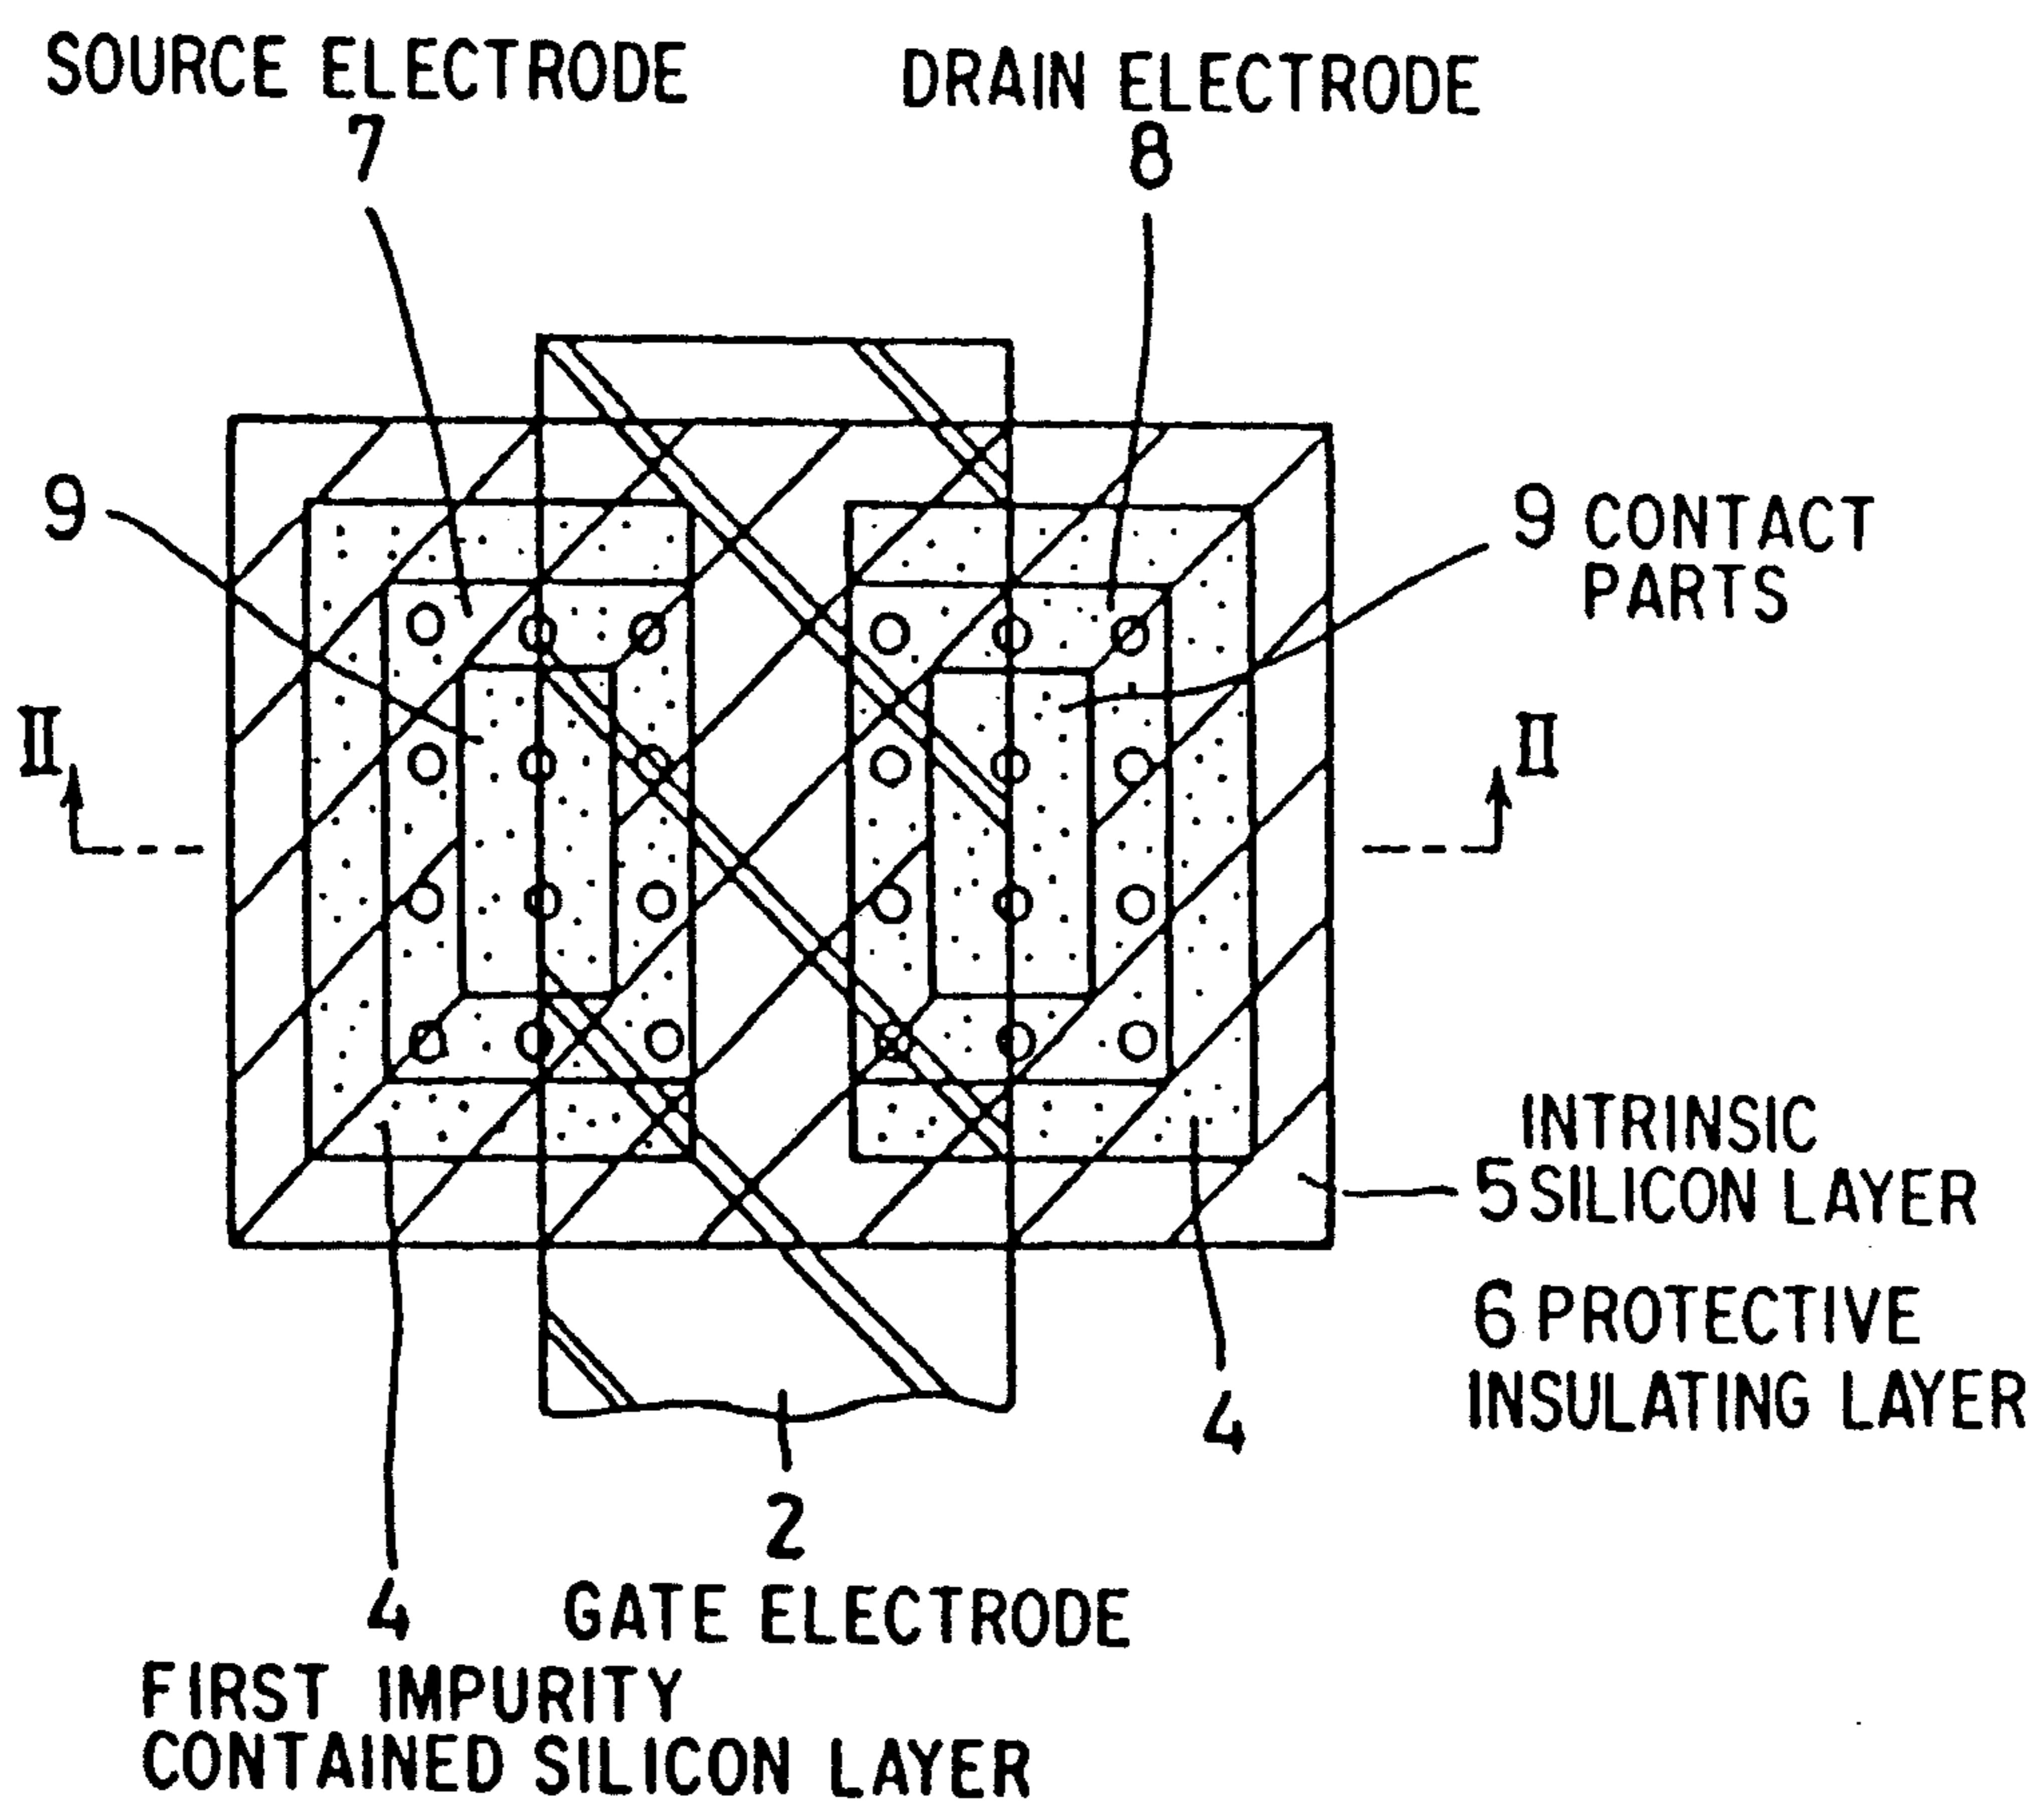 SOURCE ELECTRODE
7
DRAIN ELECTRODE
8
9
9 CONTACT
PARTS
II
II
INTRINSIC
5 SILICON LAYER
6 PROTECTIVE
INSULATING LAYER
4
2
4
GATE ELECTRODE
FIRST IMPURITY
CONTAINED SILICON LAYER